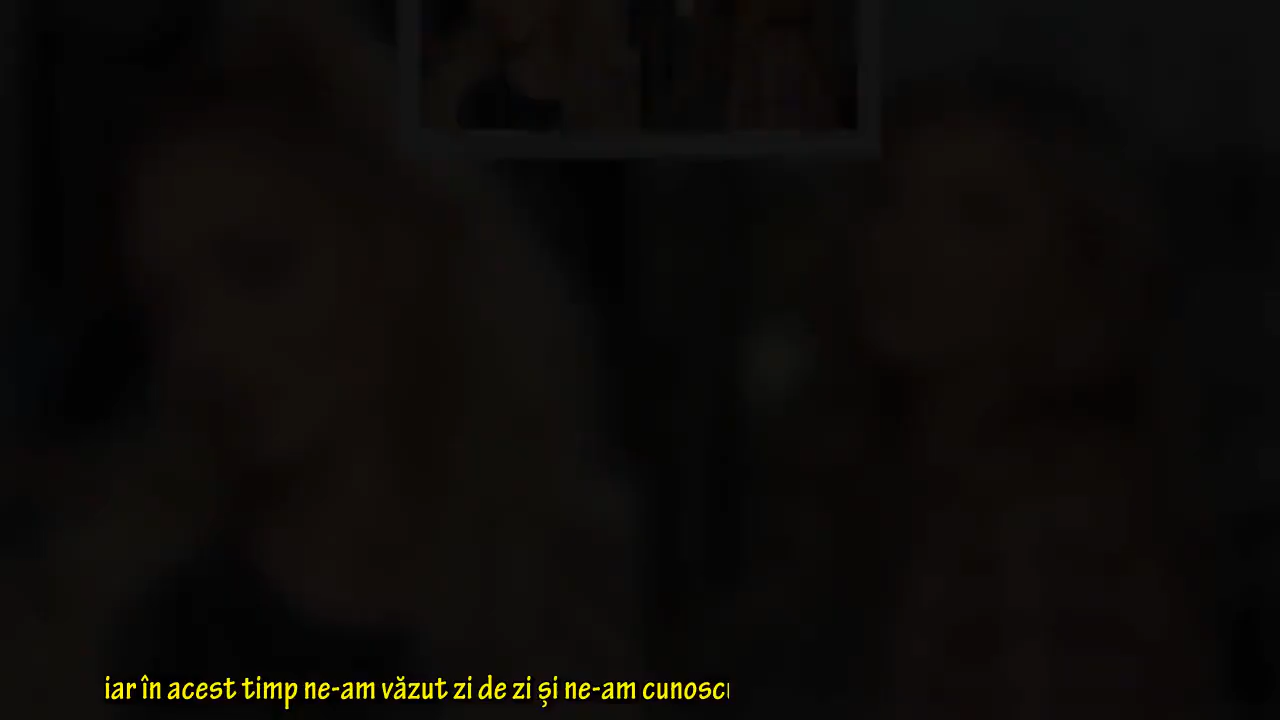 iar în acest timp ne-am văzut zi de zi și ne-am